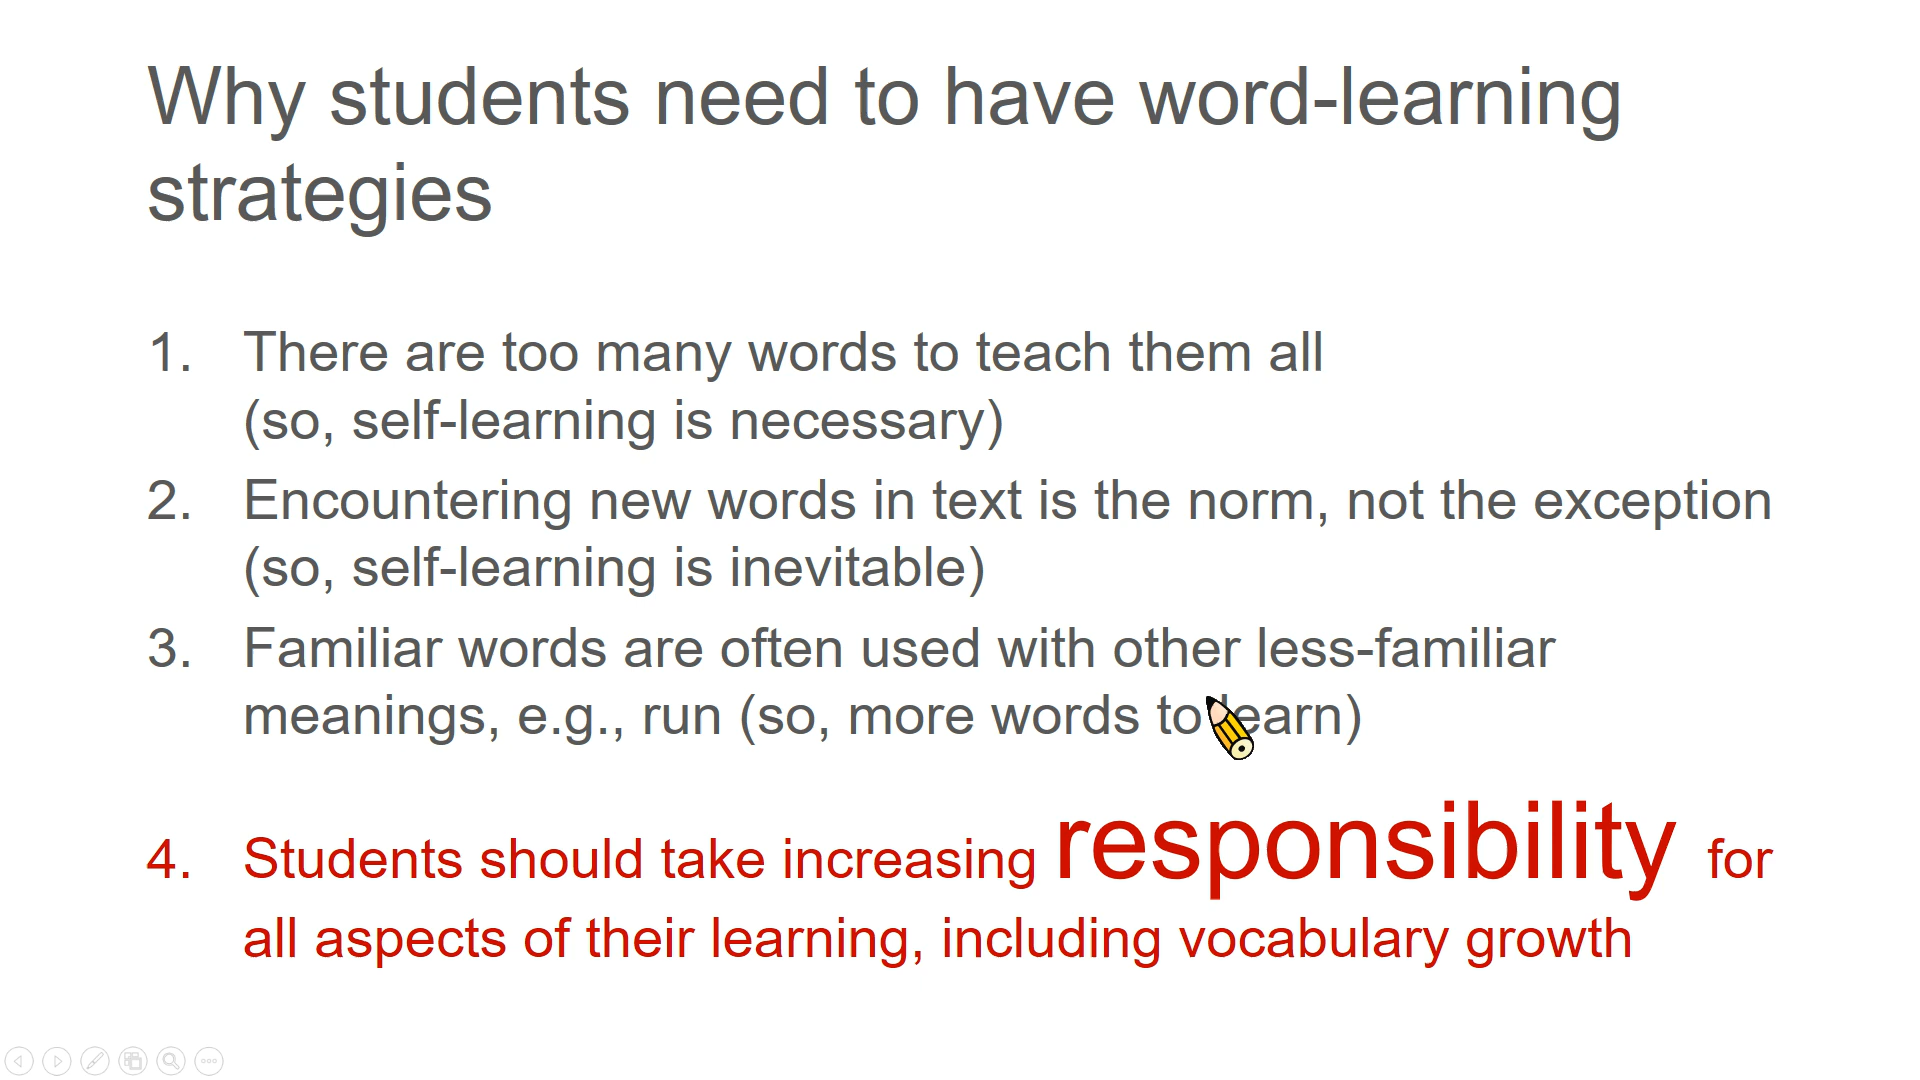 Why students need to have word-learning
strategies
1. There are too many words to teach them all
(so, self-learning is necessary)
2. Encountering new words in text is the norm, not the exception
(so, self-learning is inevitable)
3. Familiar words are often used with other less-familiar
meanings, e.g., run (so, more words to learn)
4. Students should take increasing responsibility for
all aspects of their learning, including vocabulary growth